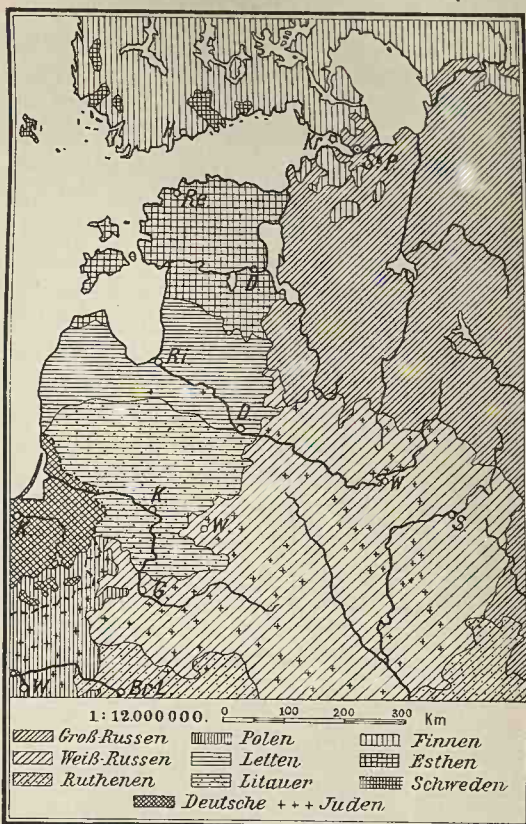 H.
Kr.
St P.
Re.
D.
Ri.
D.
W.
K.
K.
W.
S.
G.
W.
Br-L.
1:12.000000. 0 100 200 300 Km
Groß-Russen Polen Finnen
Weiß-Russen Letten Esthen
Ruthenen Litauer Schweden
Deutsche +++ Juden